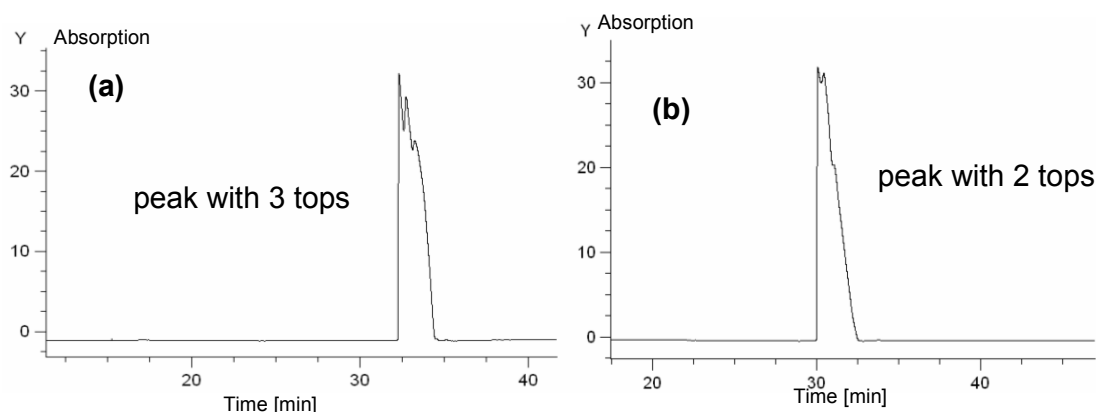 Y Absorption
(a)
30
20
10
0
peak with 3 tops
20 30 40
Time [min]
Y Absorption
(b)
30
20
10
0
peak with 2 tops
20 30 40
Time [min]